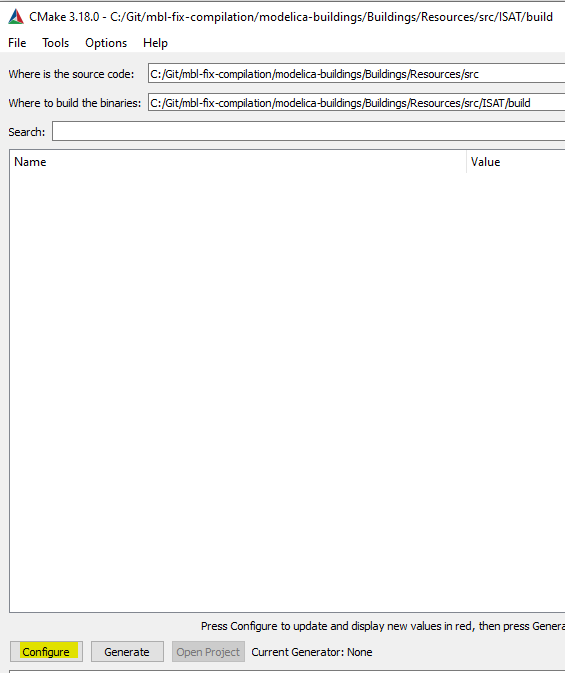 CMake 3.18.0 - C:/Git/mbl-fix-compilation/modelica-buildings/Buildings/Resources/src/ISAT/build
File Tools Options Help
Where is the source code: C:/Git/mbl-fix-compilation/modelica-buildings/Buildings/Resources/src
Where to build the binaries: C:/Git/mbl-fix-compilation/modelica-buildings/Buildings/Resources/src/ISAT/build
Search:
Name Value
Press Configure to update and display new values in red, then press Genera
Configure Generate Open Project Current Generator: None